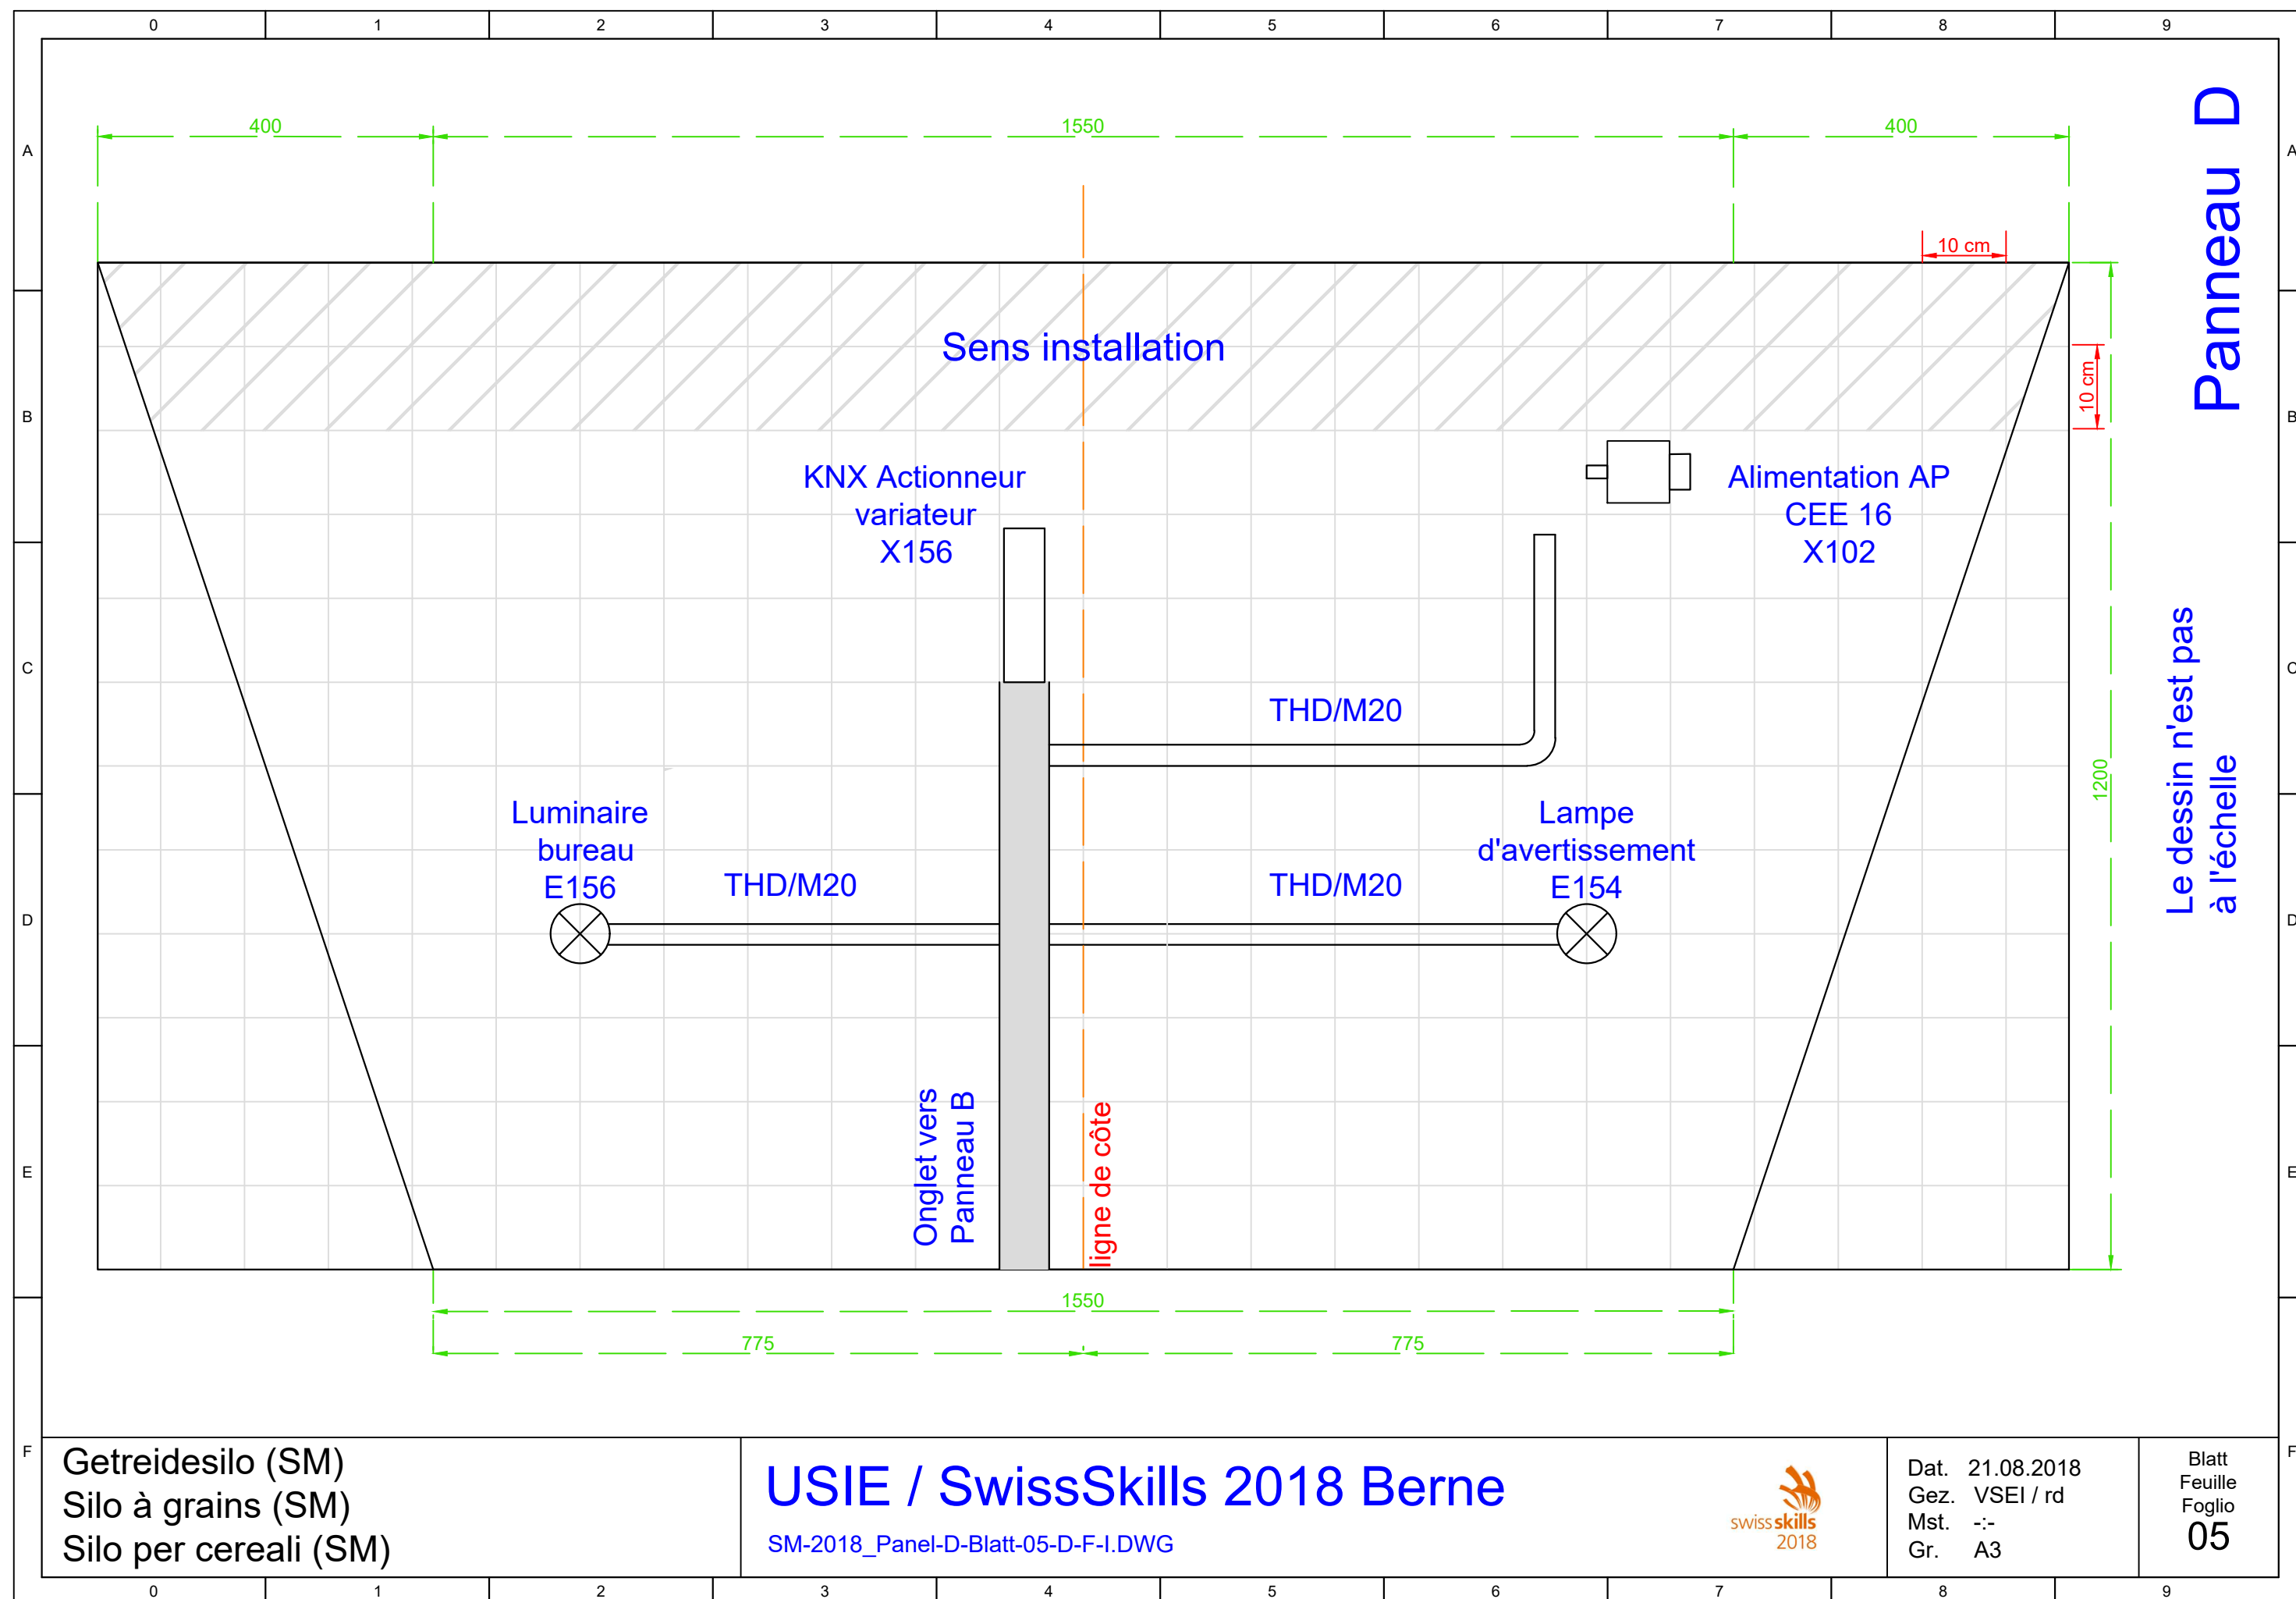 0 1 2 3 4 5 6 7 8 9
A
B
C
D
E
F
A
B
C
D
E
F
400
1550
400
10 cm
10 cm
Panneau D
Sens installation
KNX Actionneur
variateur
X156
Alimentation AP
CEE 16
X102
THD/M20
Le dessin n'est pas
à l'échelle
1200
Luminaire
bureau
E156
THD/M20
THD/M20
Lampe
d'avertissement
E154
Onglet vers
Panneau B
ligne de côte
1550
775
775
Getreidesilo (SM)
Silo à grains (SM)
Silo per cereali (SM)
USIE / SwissSkills 2018 Berne
SM-2018_Panel-D-Blatt-05-D-F-I.DWG
swissskills
2018
Dat. 21.08.2018
Gez. VSEI / rd
Mst. -:-
Gr. A3
Blatt
Feuille
Foglio
05
0 1 2 3 4 5 6 7 8 9